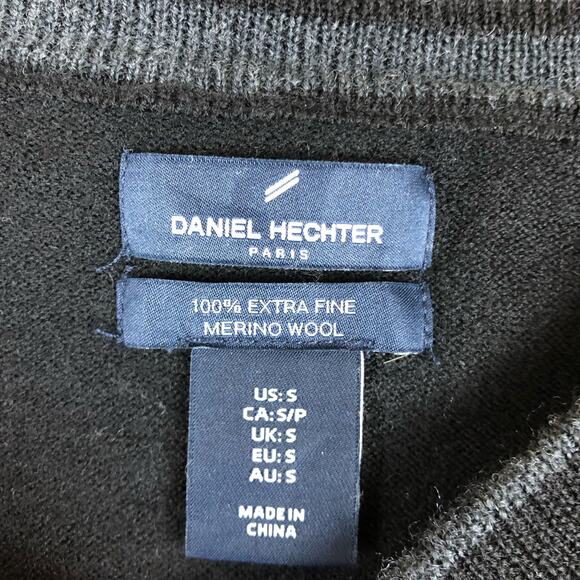 DANIEL HECHTER
PARIS
100% EXTRA FINE
MERINO WOOL
US: S
CA: S/P
UK: S
EU: S
AU: S
MADE IN
CHINA